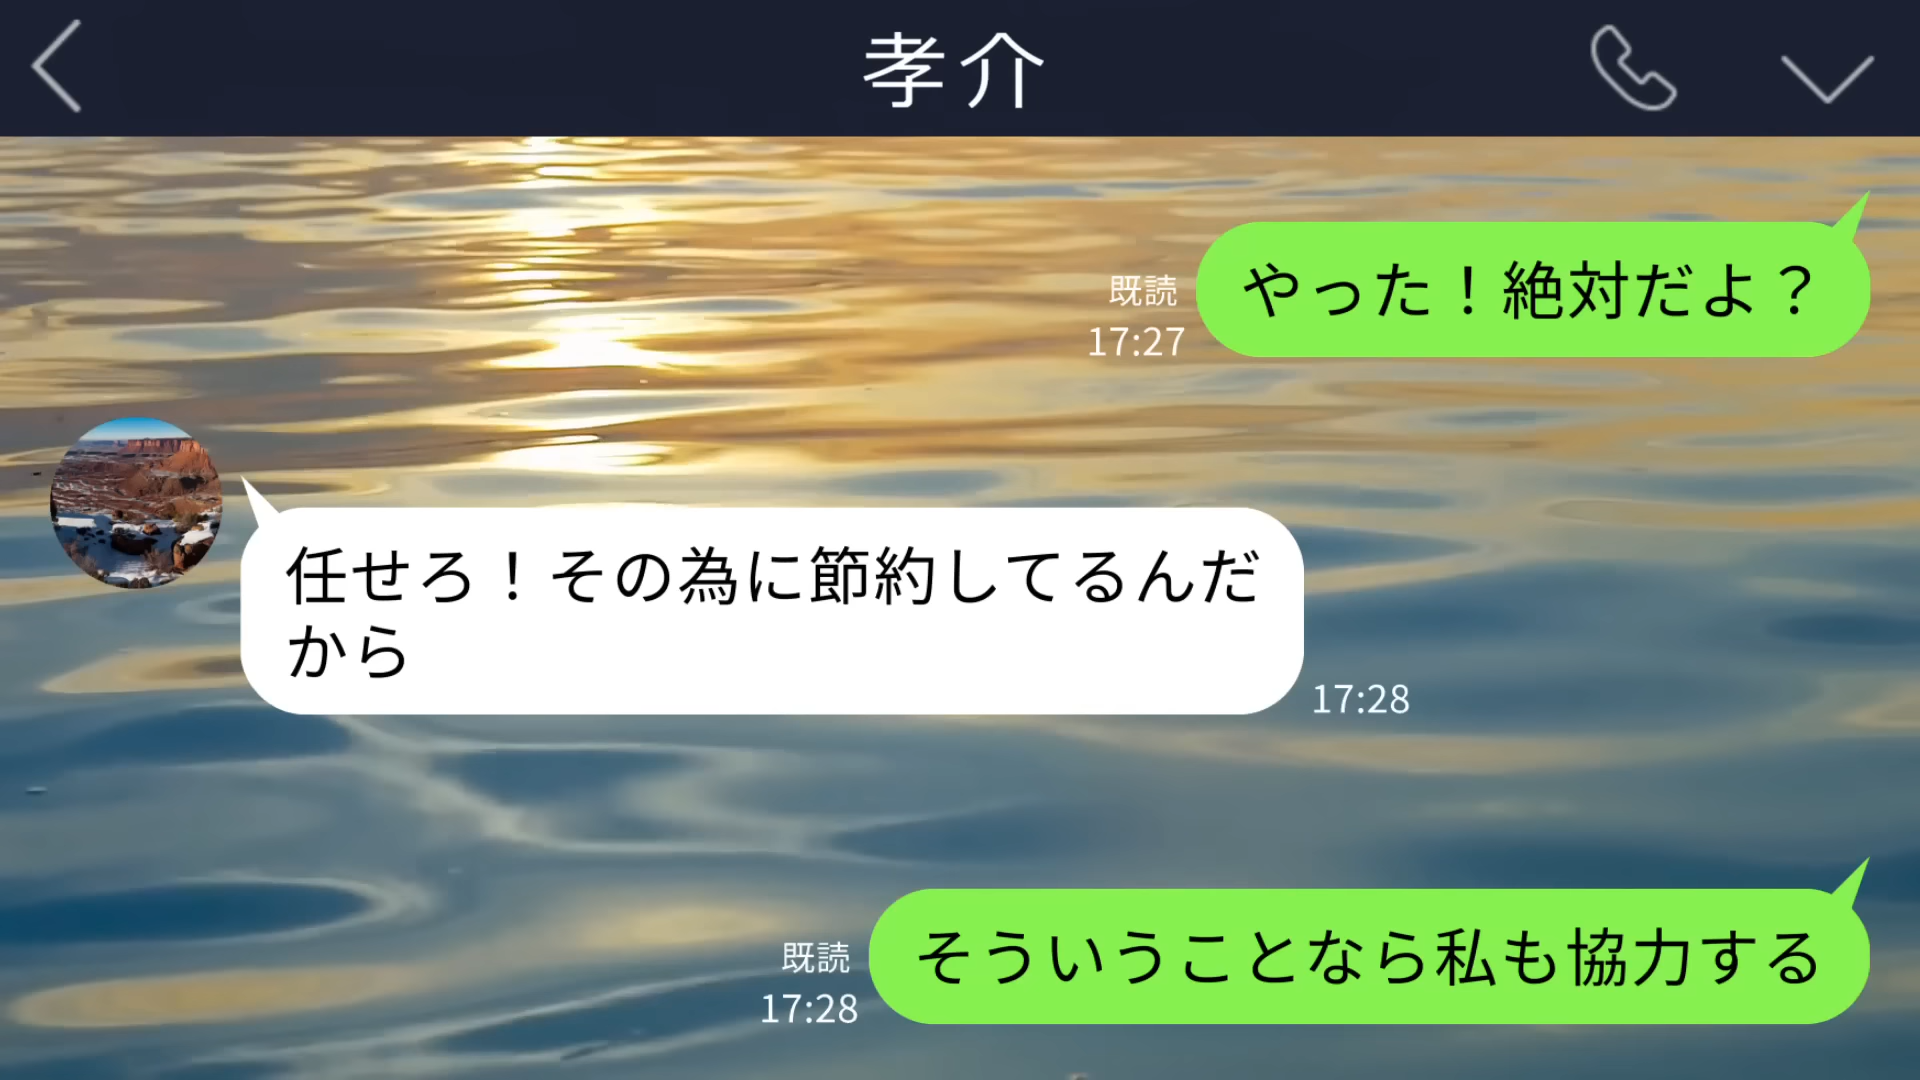 孝介
やった！絶対だよ？
既読
17:27
任せろ！その為に節約してるんだ
から
17:28
そういうことなら私も協力する
既読
17:28